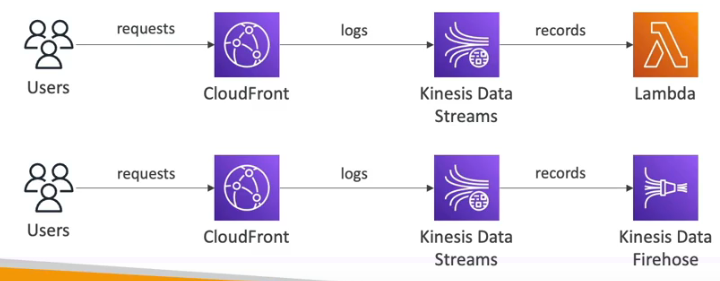 requests
logs
records
Users
CloudFront
Kinesis Data
Streams
Lambda
requests
logs
records
Users
CloudFront
Kinesis Data
Streams
Kinesis Data
Firehose